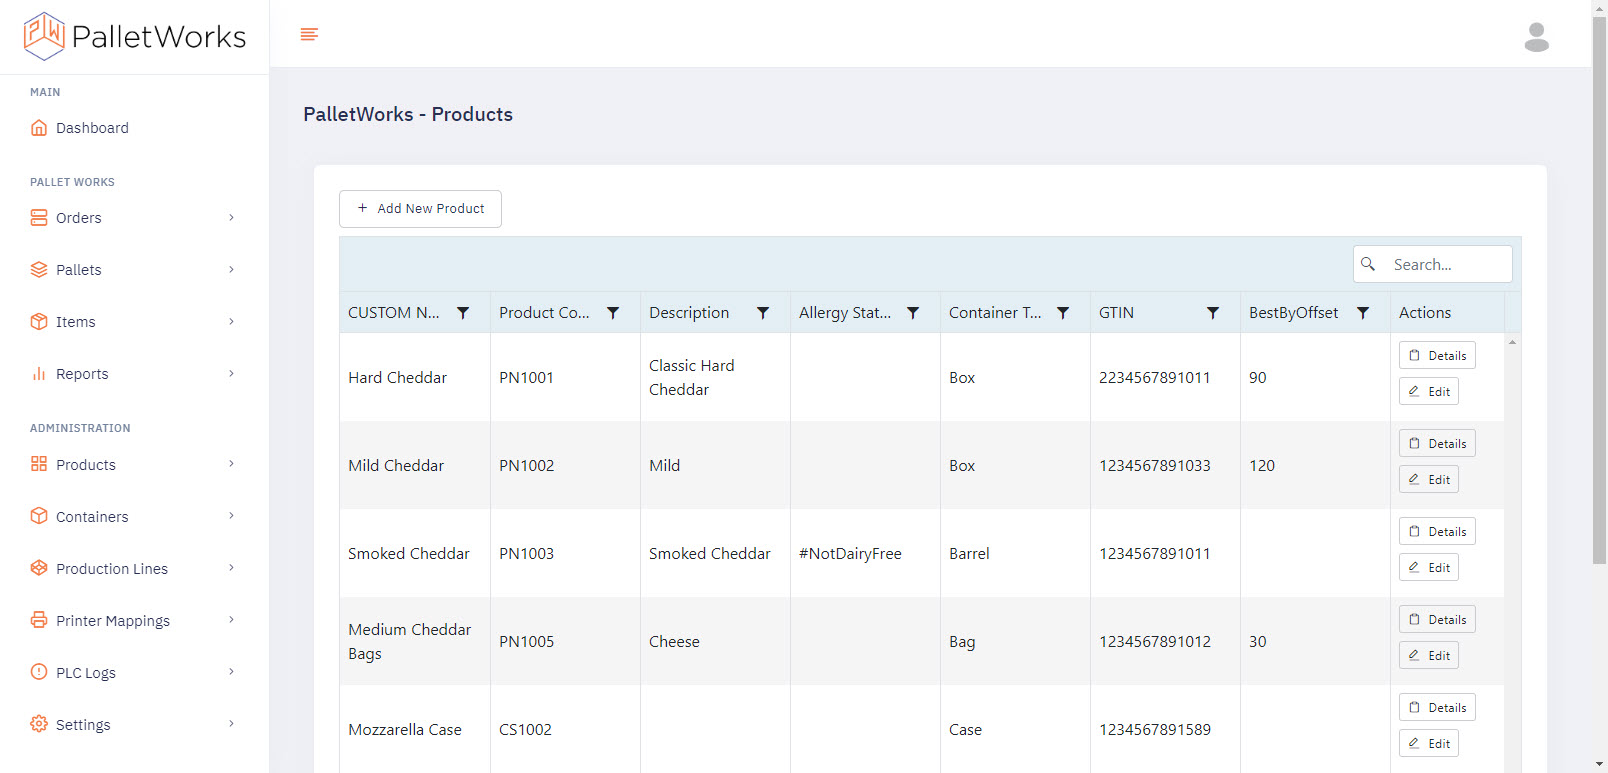 PalletWorks
MAIN
Dashboard
PALLET WORKS
Orders
Pallets
Items
Reports
ADMINISTRATION
Products
Containers
Production Lines
Printer Mappings
PLC Logs
Settings
PalletWorks - Products
+ Add New Product
Search...
CUSTOM N... Product Co... Description Allergy Stat... Container T... GTIN BestByOffset Actions
Hard Cheddar PN1001 Classic Hard Cheddar Box 2234567891011 90 Details Edit
Mild Cheddar PN1002 Mild Box 1234567891033 120 Details Edit
Smoked Cheddar PN1003 Smoked Cheddar #NotDairyFree Barrel 1234567891011 Details Edit
Medium Cheddar Bags PN1005 Cheese Bag 1234567891012 30 Details Edit
Mozzarella Case CS1002 Case 1234567891589 Details Edit